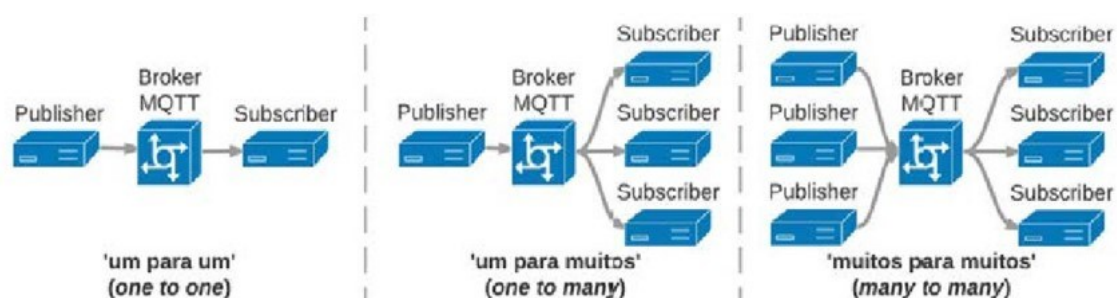 Publisher
Broker
MQTT
Subscriber
'um para um'
(one to one)
Publisher
Broker
MQTT
Subscriber
Subscriber
Subscriber
'um para muitos'
(one to many)
Publisher
Publisher
Publisher
Broker
MQTT
Subscriber
Subscriber
Subscriber
'muitos para muitos'
(many to many)